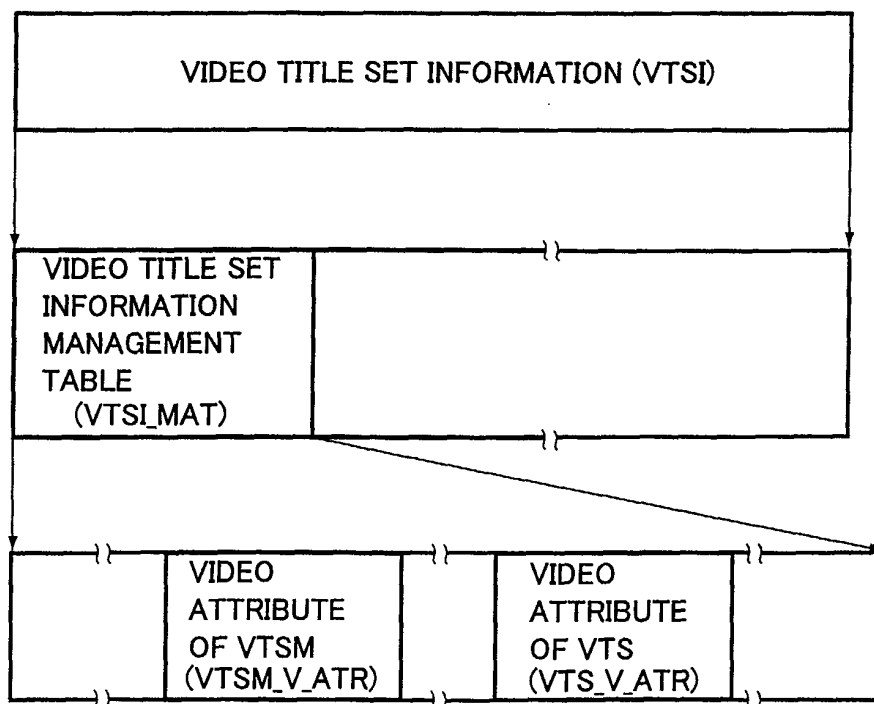 VIDEO TITLE SET INFORMATION (VTSI)
VIDEO TITLE SET
INFORMATION
MANAGEMENT
TABLE
(VTSI_MAT)
VIDEO
ATTRIBUTE
OF VTSM
(VTSM_V_ATR)
VIDEO
ATTRIBUTE
OF VTS
(VTS_V_ATR)